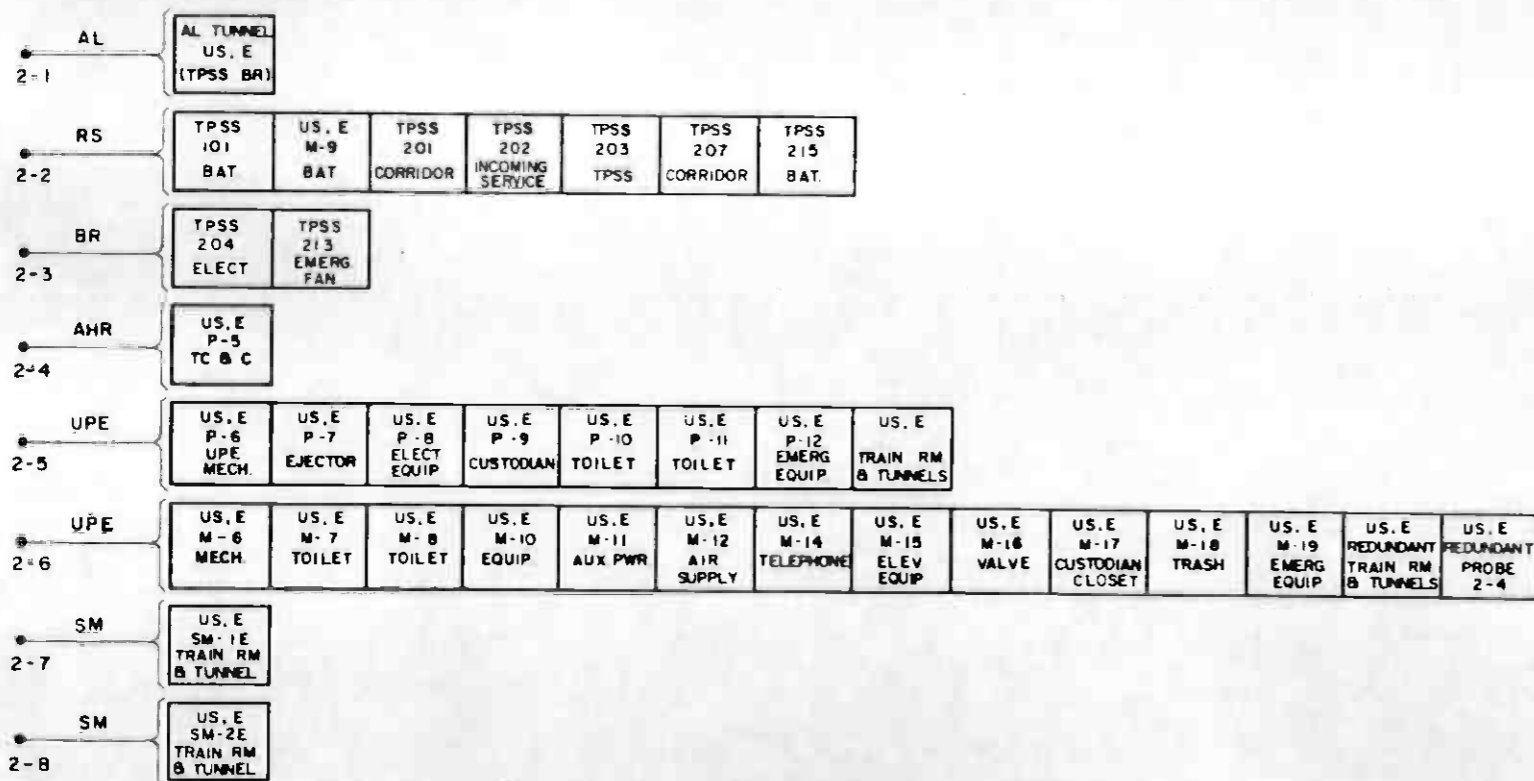 AL
2-1
AL TUNNEL
US, E
(TPSS BR)
RS
2-2
TPSS
101
BAT.
US, E
M-9
BAT
TPSS
201
CORRIDOR
TPSS
202
INCOMING
SERVICE
TPSS
203
TPSS
TPSS
207
CORRIDOR
TPSS
215
BAT.
BR
2-3
TPSS
204
ELECT
TPSS
213
EMERG.
FAN
AHR
2-4
US, E
P-5
TC & C
UPE
2-5
US, E
P-6
UPE
MECH.
US, E
P-7
EJECTOR
US, E
P-8
ELECT
EQUIP
US, E
P-9
CUSTODIAN
US, E
P-10
TOILET
US, E
P-11
TOILET
US, E
P-12
EMERG
EQUIP
US, E
TRAIN RM
& TUNNELS
UPE
2-6
US, E
M-6
MECH.
US, E
M-7
TOILET
US, E
M-8
TOILET
US, E
M-10
EQUIP
US, E
M-11
AUX. PWR
US, E
M-12
AIR
SUPPLY
US, E
M-14
TELEPHONE
US, E
M-15
ELEV
EQUIP
US, E
M-16
VALVE
US, E
M-17
CUSTODIAN
CLOSET
US, E
M-18
TRASH
US, E
M-19
EMERG
EQUIP
US, E
REDUNDANT
TRAIN RM
& TUNNELS
US, E
REDUNDANT
PROBE
2-4
SM
2-7
US, E
SM-1E
TRAIN RM
& TUNNEL
SM
2-8
US, E
SM-2E
TRAIN RM
& TUNNEL